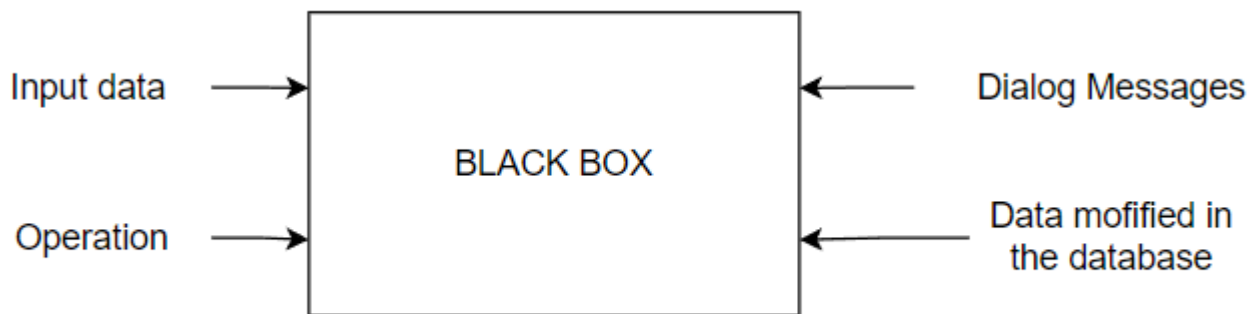 Input data
Dialog Messages
BLACK BOX
Operation
Data mofified in
the database